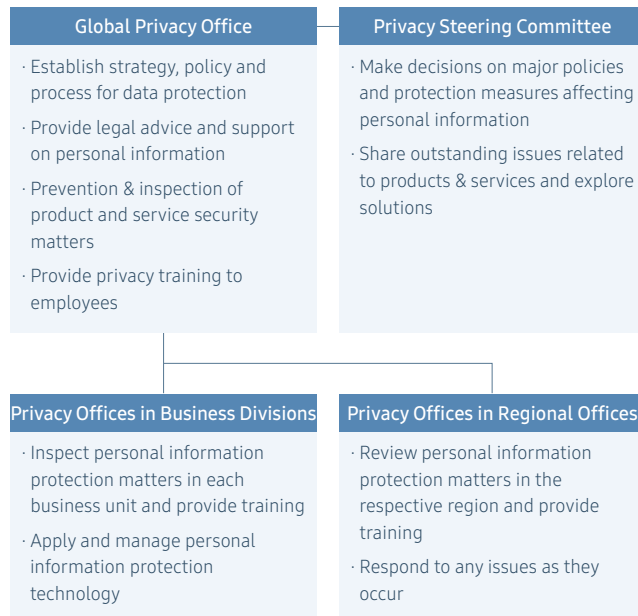 Global Privacy Office
· Establish strategy, policy and
process for data protection
· Provide legal advice and support
on personal information
· Prevention & inspection of
product and service security
matters
· Provide privacy training to
employees
Privacy Steering Committee
· Make decisions on major policies
and protection measures affecting
personal information
· Share outstanding issues related
to products & services and explore
solutions
Privacy Offices in Business Divisions
· Inspect personal information
protection matters in each
business unit and provide training
· Apply and manage personal
information protection
technology
Privacy Offices in Regional Offices
· Review personal information
protection matters in the
respective region and provide
training
· Respond to any issues as they
occur